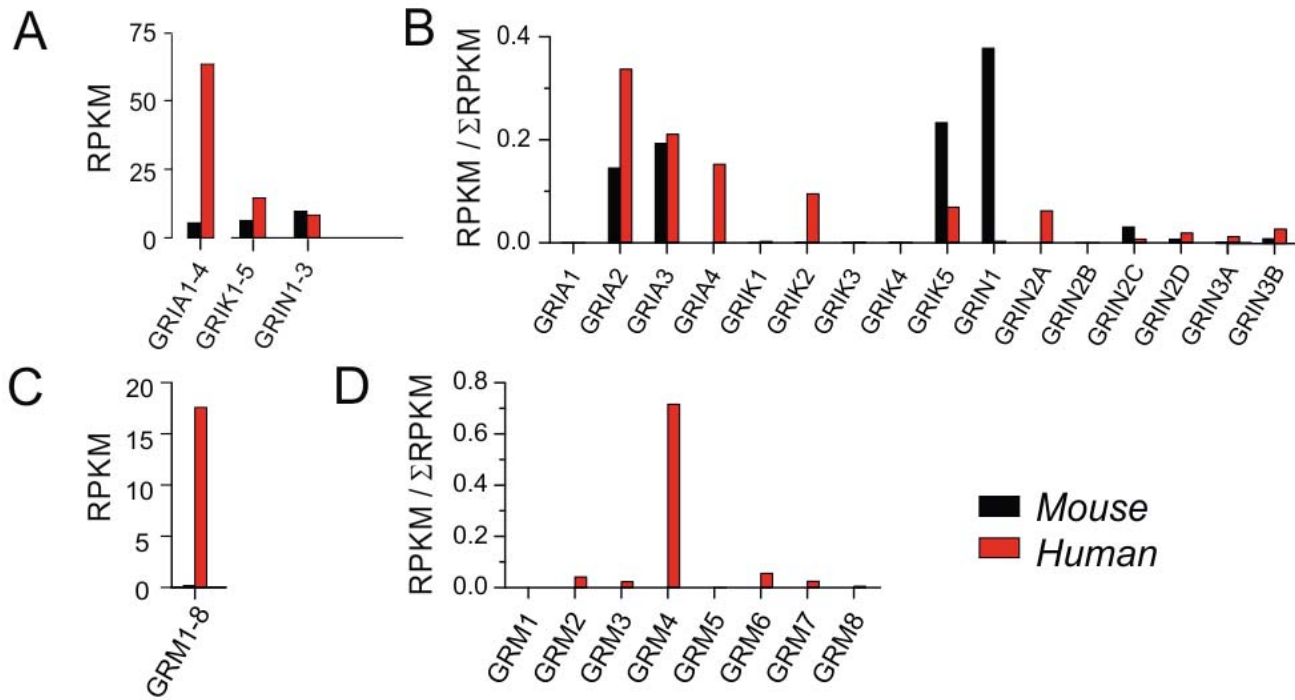 A
RPKM
75
50
25
0
GRIA1-4
GRIK1-5
GRIN1-3
B
RPKM / ΣRPKM
0.4
0.2
0.0
GRIA1
GRIA2
GRIA3
GRIA4
GRIK1
GRIK2
GRIK3
GRIK4
GRIK5
GRIN1
GRIN2A
GRIN2B
GRIN2C
GRIN2D
GRIN3A
GRIN3B
C
RPKM
20
15
10
5
0
GRM1-8
D
RPKM / ΣRPKM
0.8
0.6
0.4
0.2
0.0
GRM1
GRM2
GRM3
GRM4
GRM5
GRM6
GRM7
GRM8
Mouse
Human